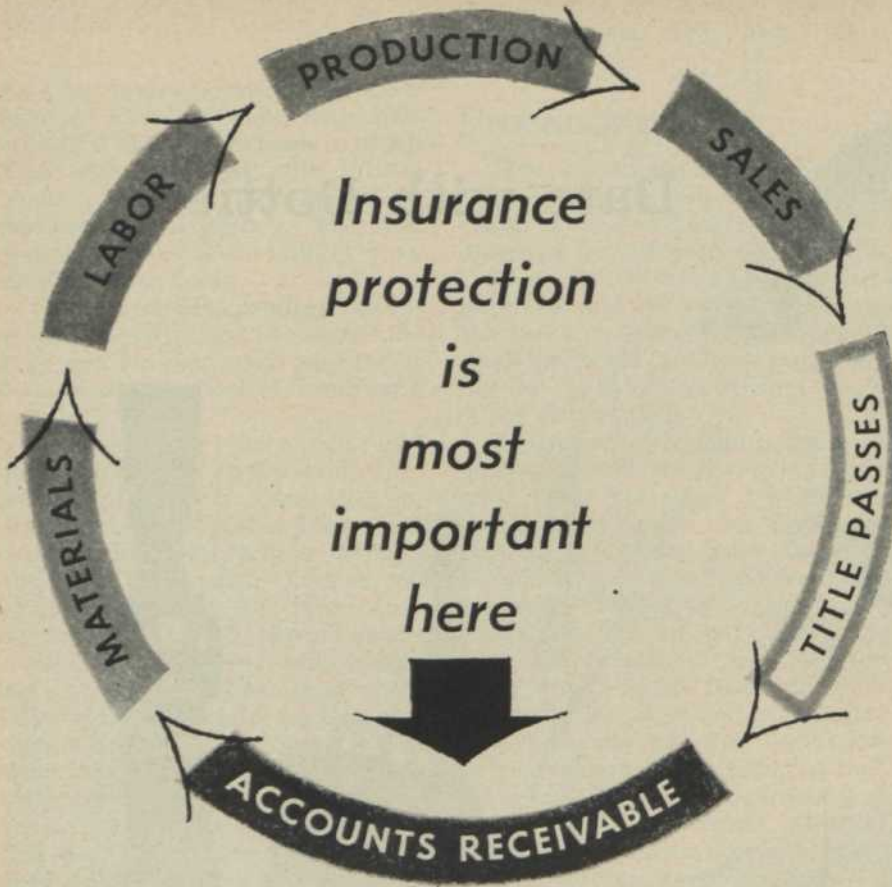 PRODUCTION
SALES
TITLE PASSES
ACCOUNTS RECEIVABLE
MATERIALS
LABOR
Insurance
protection
is
most
important
here